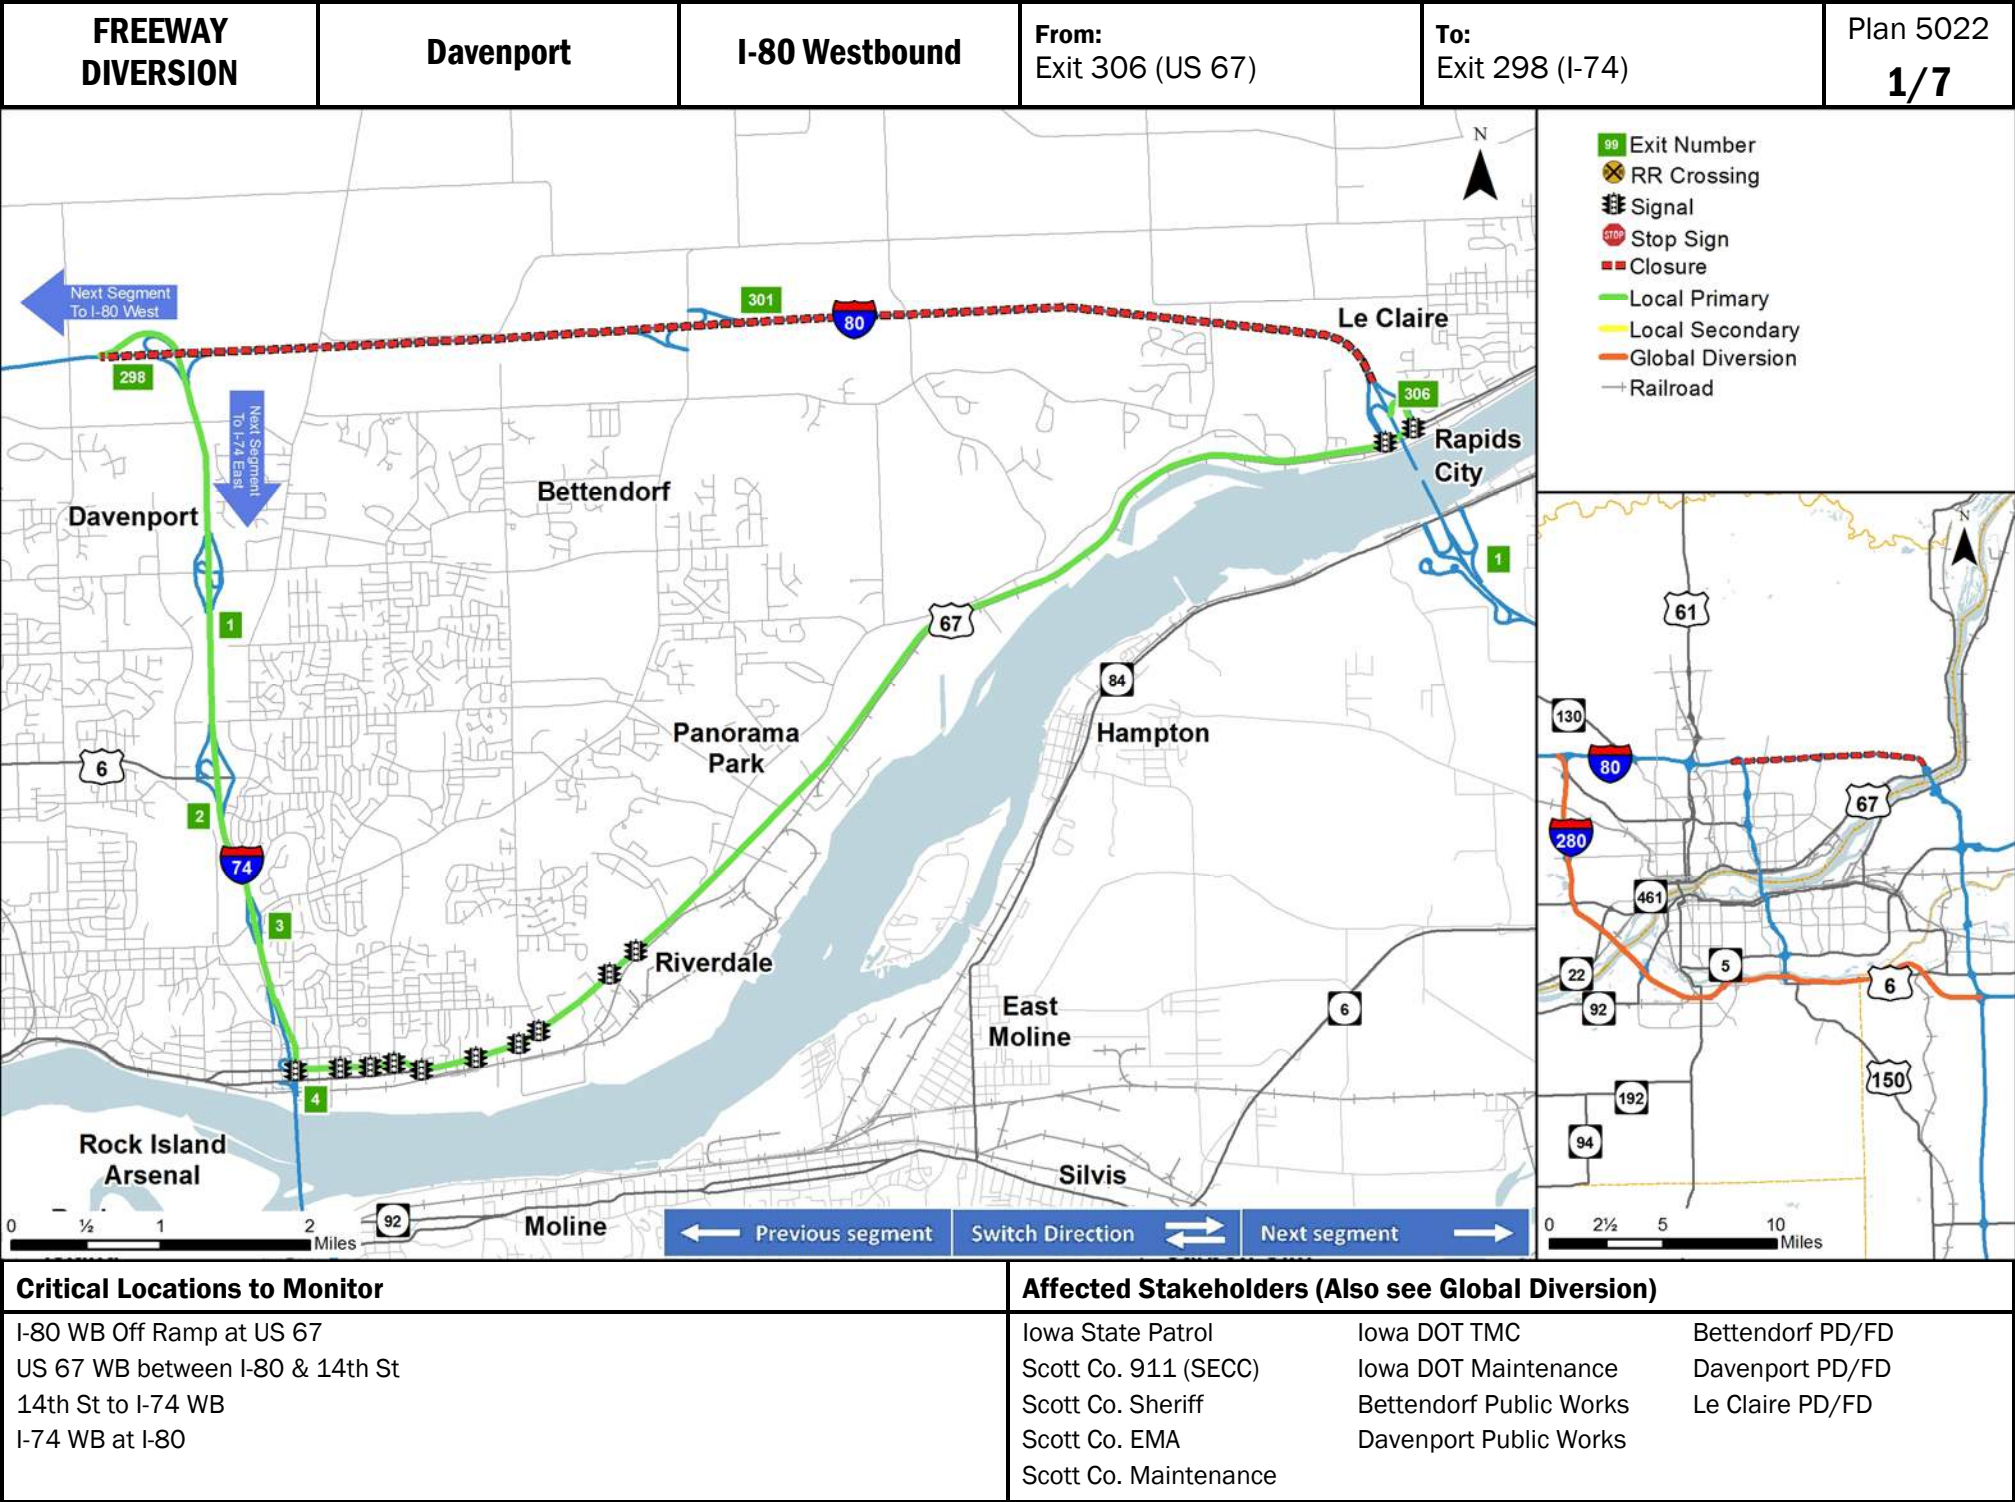 FREEWAY
DIVERSION
Davenport
I-80 Westbound
From:
Exit 306 (US 67)
To:
Exit 298 (I-74)
Plan 5022
1/7
N
Next Segment
To I-80 West
301
80
Le Claire
298
306
Next Segment
To I-74 East
Rapids
City
Bettendorf
Davenport
1
1
67
84
Hampton
Panorama
Park
6
2
74
3
Riverdale
East
Moline
6
4
Rock Island
Arsenal
Silvis
92
Moline
0 ½ 1 2
Miles
Previous segment
Switch Direction
Next segment
99 Exit Number
RR Crossing
Signal
STOP Stop Sign
Closure
Local Primary
Local Secondary
Global Diversion
Railroad
N
61
130
80
67
280
461
5
22
6
92
150
192
94
0 2½ 5 10
Miles
Critical Locations to Monitor
I-80 WB Off Ramp at US 67
US 67 WB between I-80 & 14th St
14th St to I-74 WB
I-74 WB at I-80
Affected Stakeholders (Also see Global Diversion)
Iowa State Patrol
Scott Co. 911 (SECC)
Scott Co. Sheriff
Scott Co. EMA
Scott Co. Maintenance
Iowa DOT TMC
Iowa DOT Maintenance
Bettendorf Public Works
Davenport Public Works
Bettendorf PD/FD
Davenport PD/FD
Le Claire PD/FD